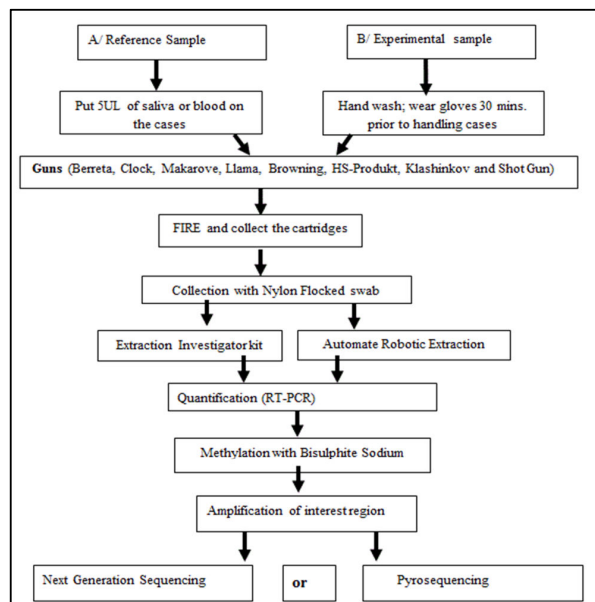 A/ Reference Sample
B/ Experimental sample
Put 5UL of saliva or blood on
the cases
Hand wash; wear gloves 30 mins.
prior to handling cases
Guns (Berreta, Clock, Makarove, Llama, Browning, HS-Produkt, Klashinkov and Shot Gun)
FIRE and collect the cartridges
Collection with Nylon Flocked swab
Extraction Investigator kit
Automate Robotic Extraction
Quantification (RT-PCR)
Methylation with Bisulphite Sodium
Amplification of interest region
Next Generation Sequencing
or
Pyrosequencing